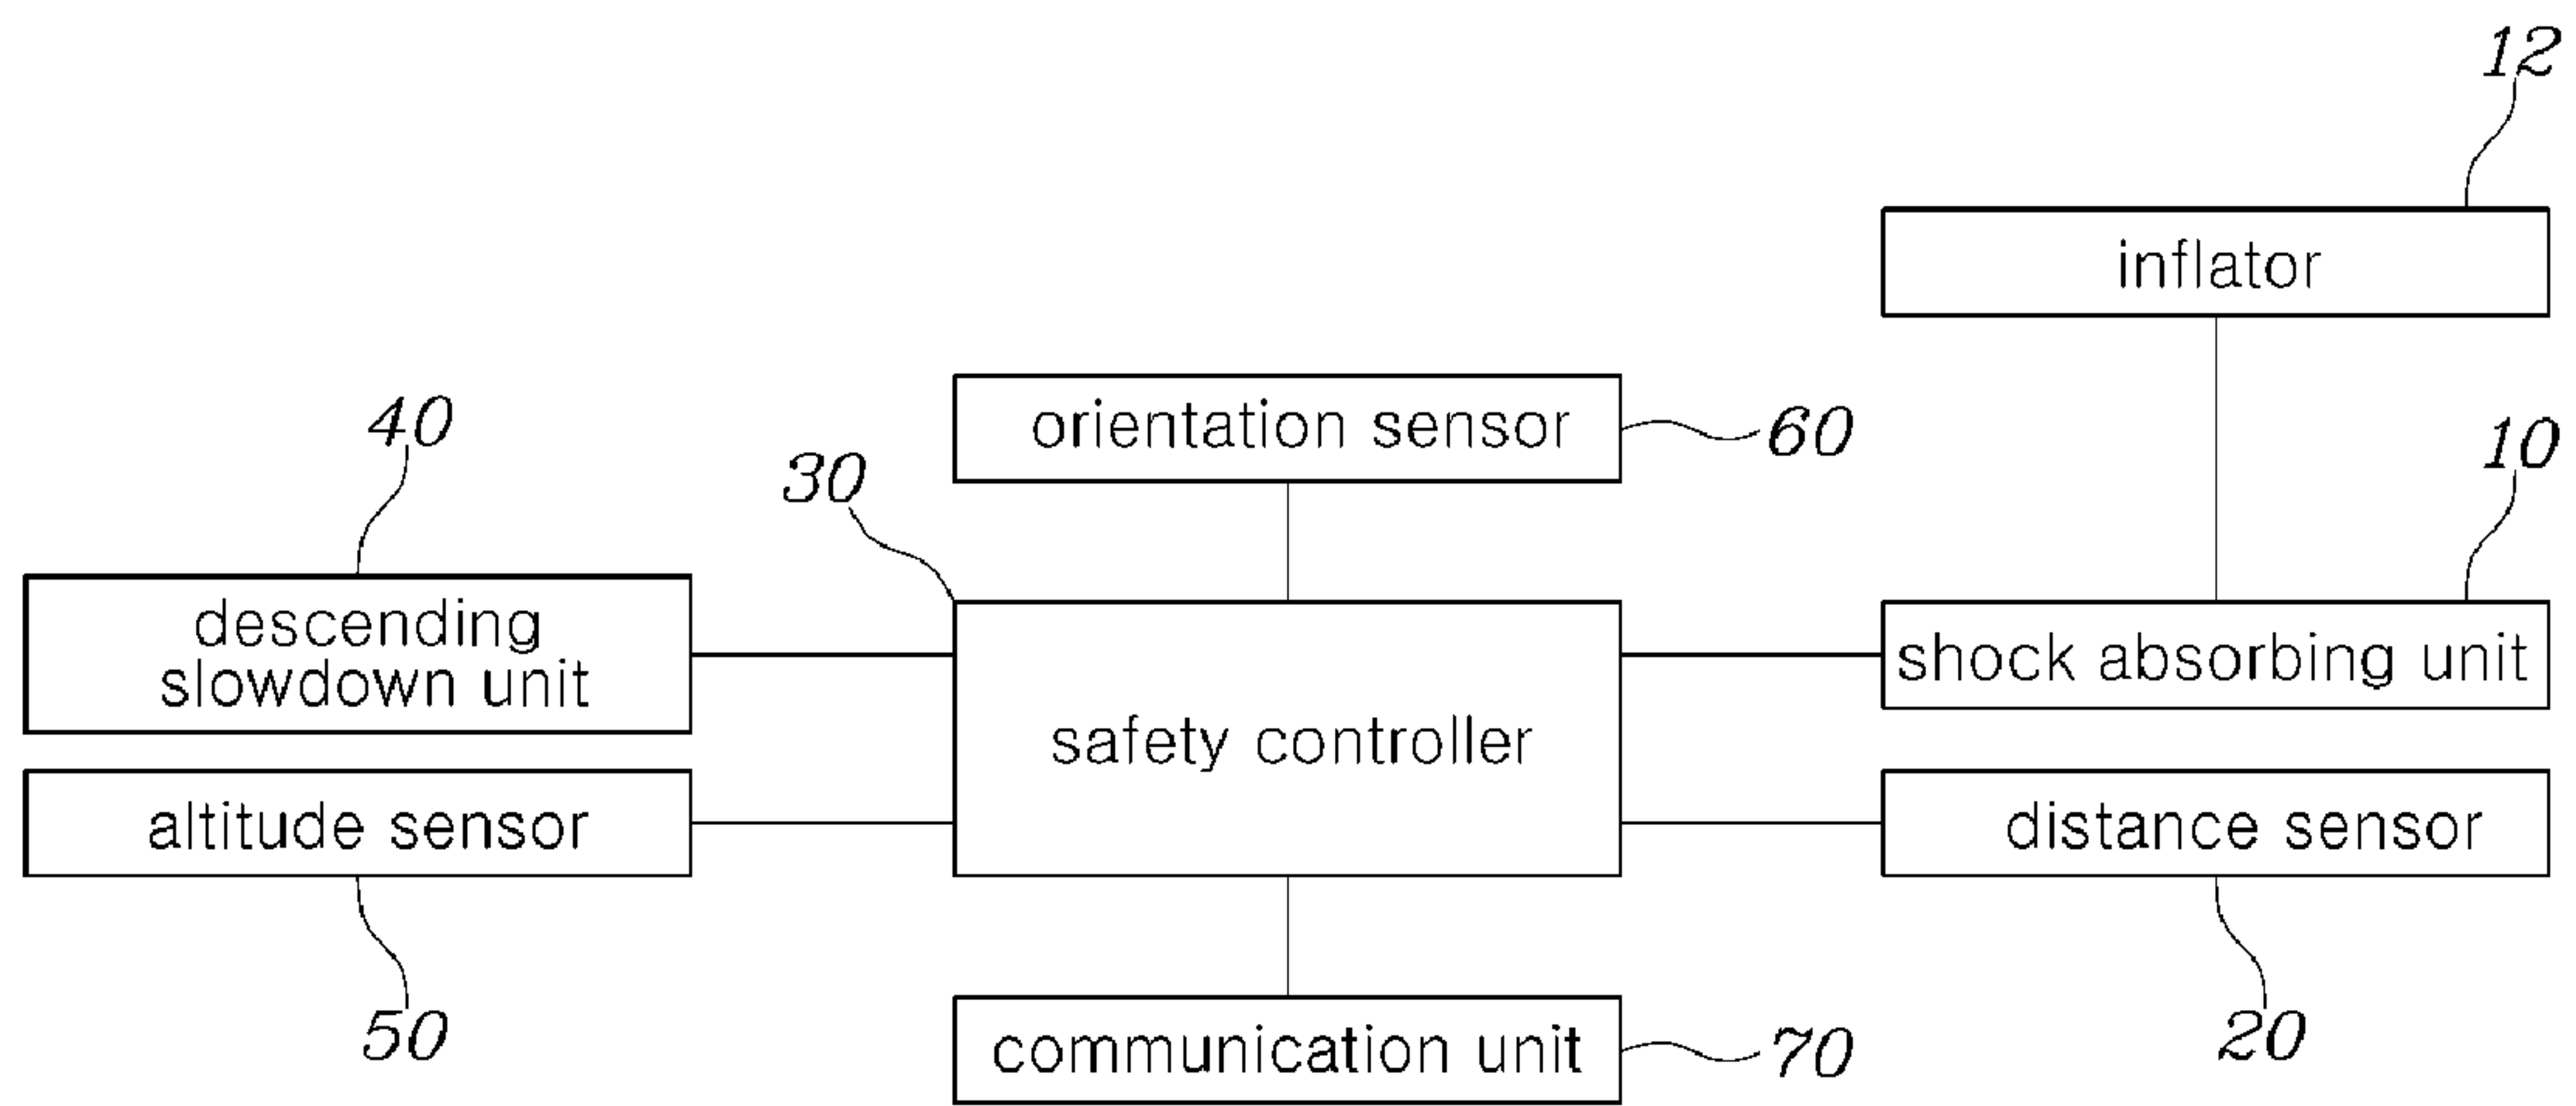 12
inflator
40
orientation sensor
60
10
30
descending
slowdown unit
shock absorbing unit
safety controller
altitude sensor
distance sensor
50
communication unit
70
20